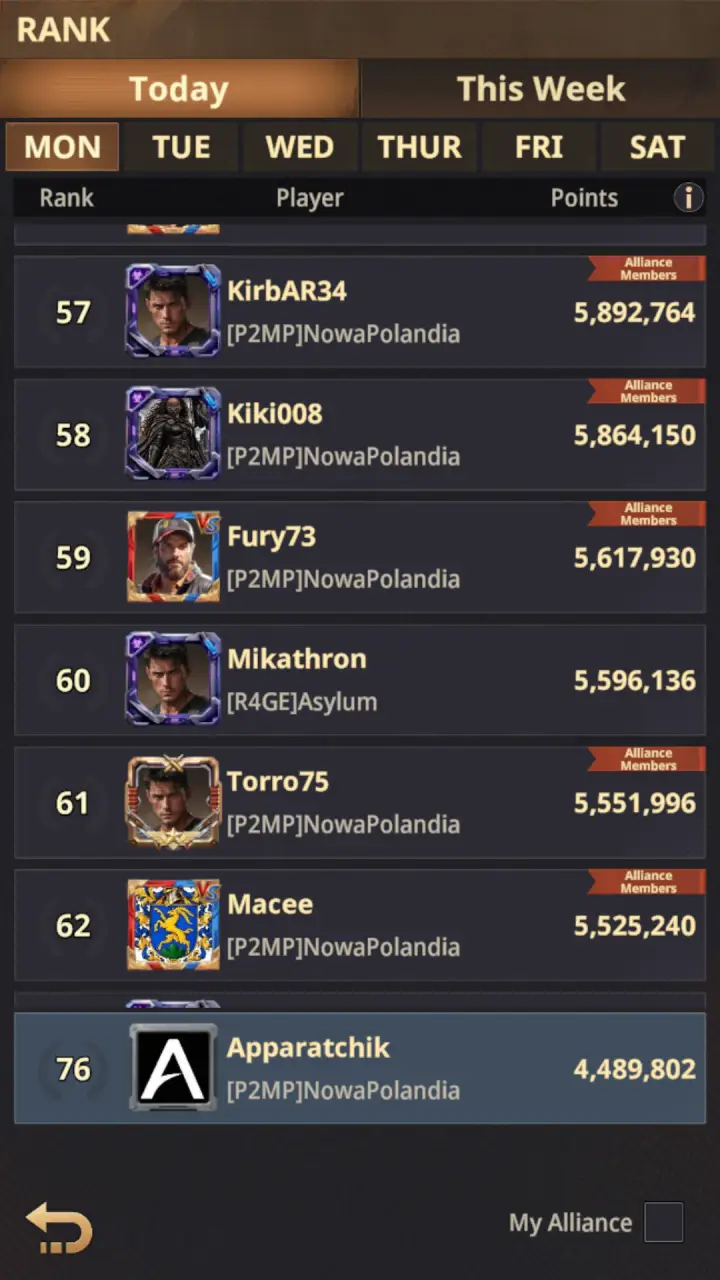 RANK
Today This Week
MON TUE WED THUR FRI SAT
Rank Player Points i
Alliance Members
57 KirbAR34 5,892,764
[P2MP]NowaPolandia
Alliance Members
58 Kiki008 5,864,150
[P2MP]NowaPolandia
Alliance Members
VS
59 Fury73 5,617,930
[P2MP]NowaPolandia
60 Mikathron 5,596,136
[R4GE]Asylum
Alliance Members
61 Torro75 5,551,996
[P2MP]NowaPolandia
Alliance Members
VS
62 Macee 5,525,240
[P2MP]NowaPolandia
A
76 Apparatchik 4,489,802
[P2MP]NowaPolandia
My Alliance